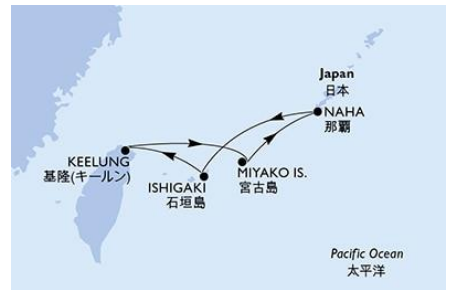 Japan
日本
NAHA
那覇
KEELUNG
基隆(キールン)
MIYAKO IS.
宮古島
ISHIGAKI
石垣島
Pacific Ocean
太平洋